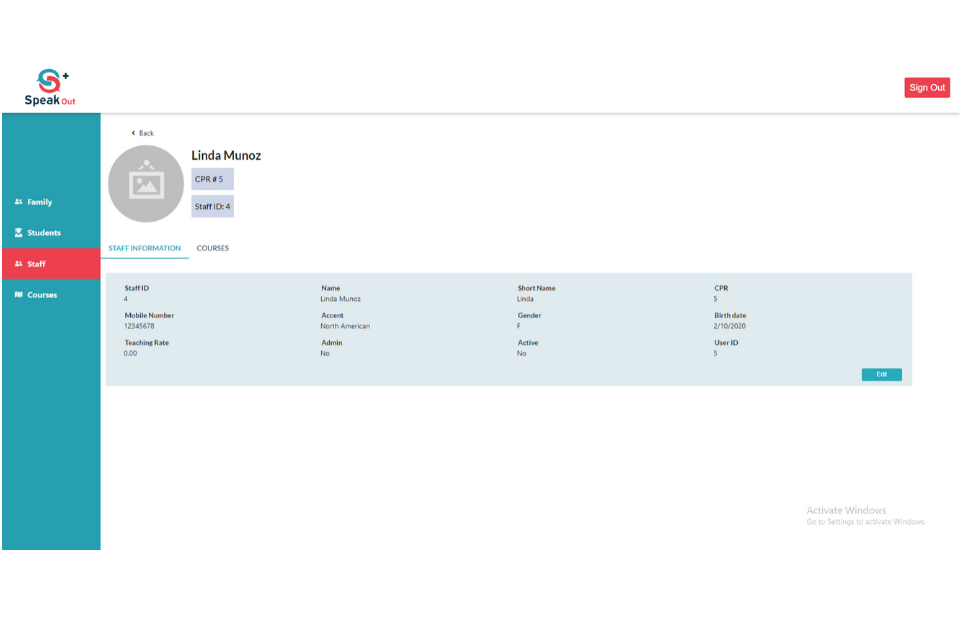 Speak Out
Sign Out
Back
Linda Munoz
CPR # 5
Staff ID: 4
Family
Students
Staff
Courses
STAFF INFORMATION COURSES
Staff ID Name Short Name CPR
4 Linda Munoz Linda 5
Mobile Number Accent Gender Birth date
12345678 North American F 2/10/2020
Teaching Rate Admin Active User ID
0.00 No No 5
Edit
Activate Windows
Go to Settings to activate Windows.